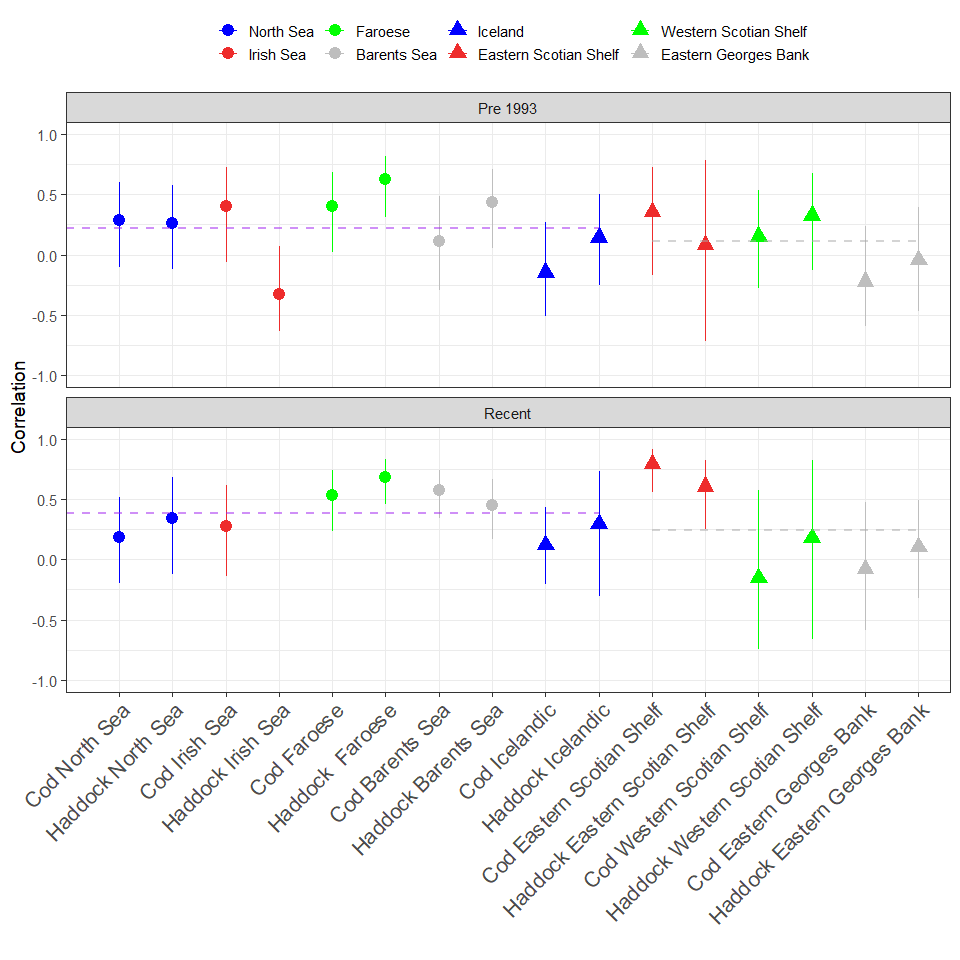 North Sea Faroese Iceland Western Scotian Shelf
Irish Sea Barents Sea Eastern Scotian Shelf Eastern Georges Bank
Pre 1993
1.0
0.5
0.0
-0.5
-1.0
Correlation
Recent
1.0
0.5
0.0
-0.5
-1.0
Cod North Sea
Haddock North Sea
Cod Irish Sea
Haddock Irish Sea
Cod Faroese
Haddock Faroese
Cod Barents Sea
Haddock Barents Sea
Cod Icelandic
Haddock Icelandic
Cod Eastern Scotian Shelf
Haddock Eastern Scotian Shelf
Cod Western Scotian Shelf
Haddock Western Scotian Shelf
Cod Eastern Georges Bank
Haddock Eastern Georges Bank